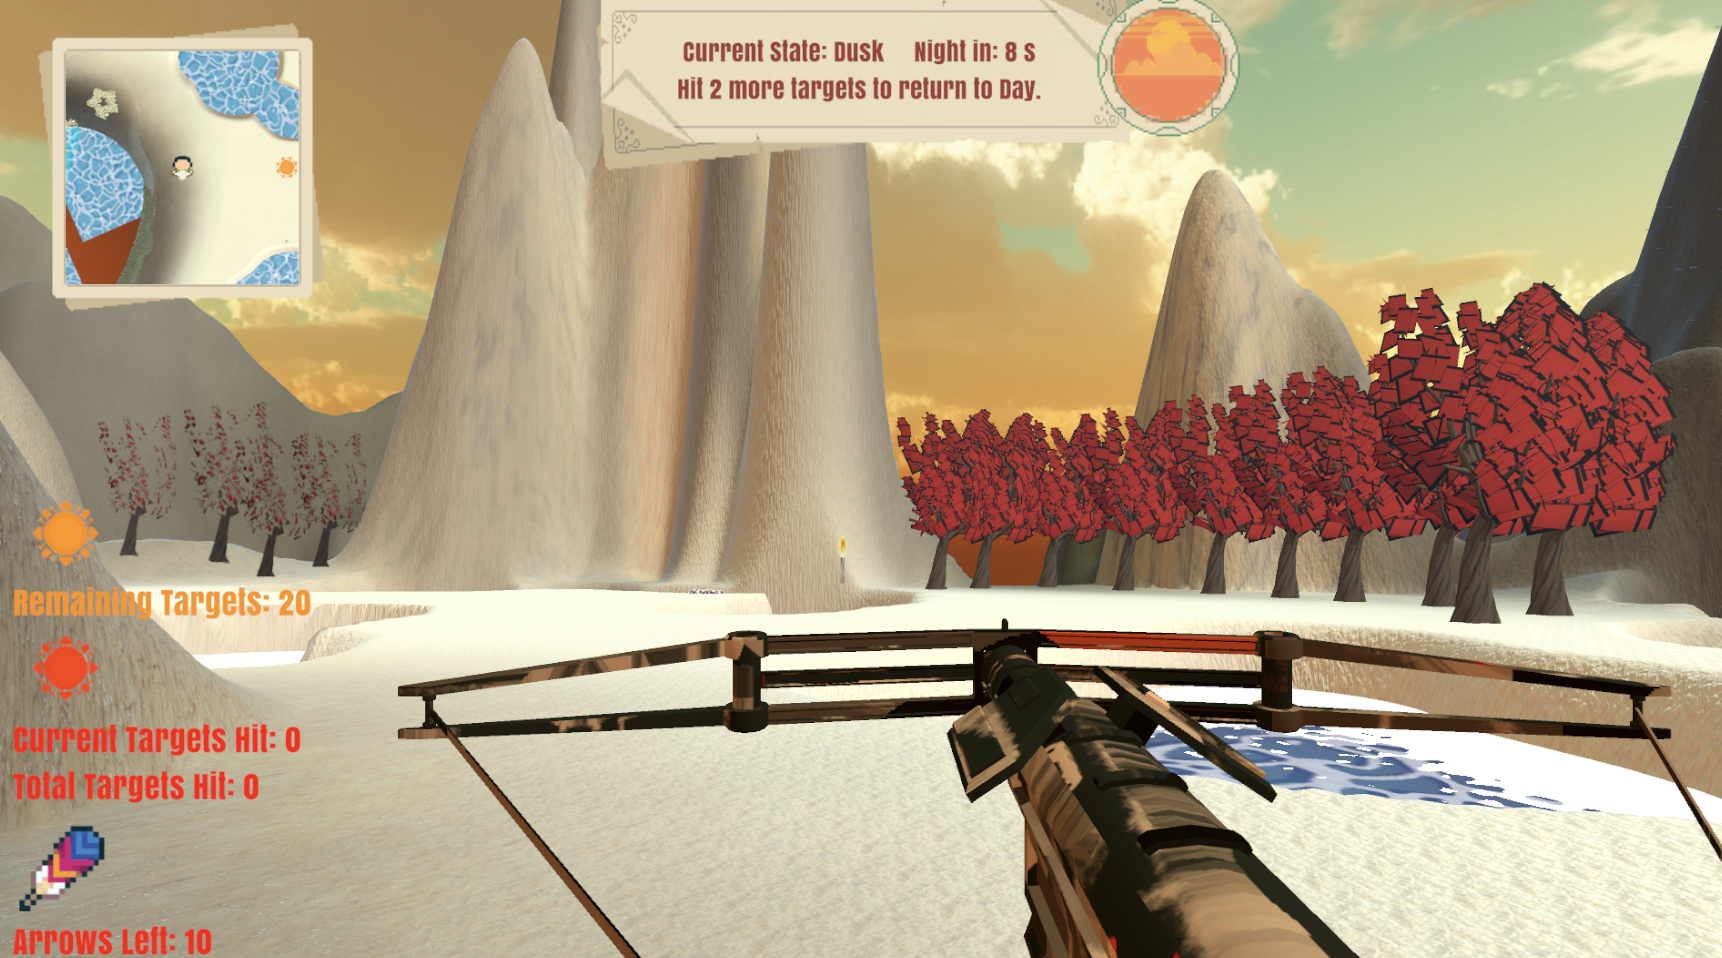 Current State: Dusk Night in: 8 s
Hit 2 more targets to return to Day.
Remaining Targets: 20
Current Targets Hit: 0
Total Targets Hit: 0
Arrows Left: 10